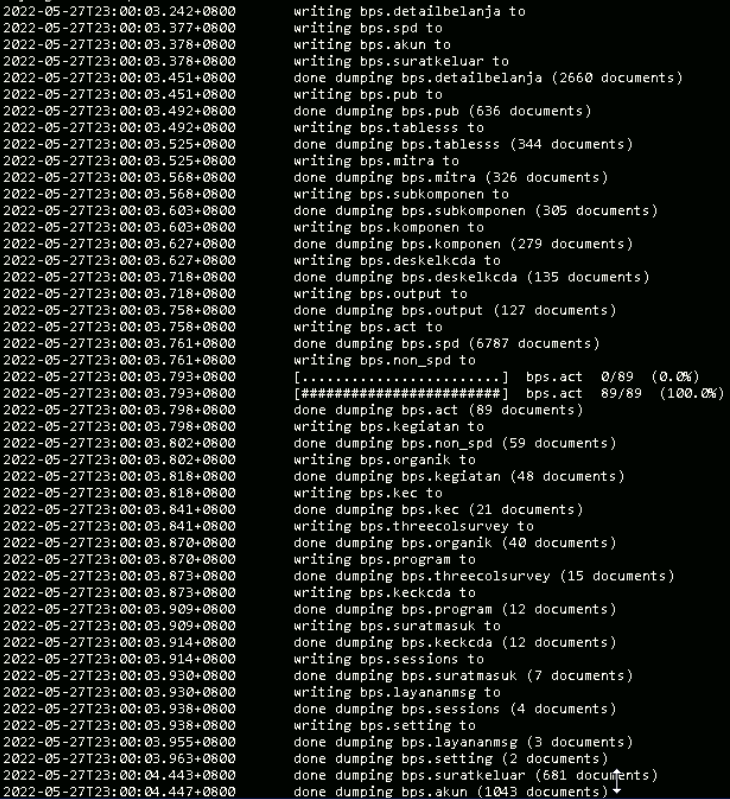 2022-05-27T23:00:03.242+0800 writing bps.detailbelanja to
2022-05-27T23:00:03.377+0800 writing bps.spd to
2022-05-27T23:00:03.378+0800 writing bps.akun to
2022-05-27T23:00:03.378+0800 writing bps.suratkeluar to
2022-05-27T23:00:03.451+0800 done dumping bps.detailbelanja (2660 documents)
2022-05-27T23:00:03.451+0800 writing bps.pub to
2022-05-27T23:00:03.492+0800 done dumping bps.pub (636 documents)
2022-05-27T23:00:03.492+0800 writing bps.tablesss to
2022-05-27T23:00:03.525+0800 done dumping bps.tablesss (344 documents)
2022-05-27T23:00:03.525+0800 writing bps.mitra to
2022-05-27T23:00:03.568+0800 done dumping bps.mitra (326 documents)
2022-05-27T23:00:03.568+0800 writing bps.subkomponen to
2022-05-27T23:00:03.603+0800 done dumping bps.subkomponen (305 documents)
2022-05-27T23:00:03.603+0800 writing bps.komponen to
2022-05-27T23:00:03.627+0800 done dumping bps.komponen (279 documents)
2022-05-27T23:00:03.627+0800 writing bps.deskelkcda to
2022-05-27T23:00:03.718+0800 done dumping bps.deskelkcda (135 documents)
2022-05-27T23:00:03.718+0800 writing bps.output to
2022-05-27T23:00:03.758+0800 done dumping bps.output (127 documents)
2022-05-27T23:00:03.758+0800 writing bps.act to
2022-05-27T23:00:03.761+0800 done dumping bps.spd (6787 documents)
2022-05-27T23:00:03.761+0800 writing bps.non_spd to
2022-05-27T23:00:03.793+0800 [........................] bps.act 0/89 (0.0%)
2022-05-27T23:00:03.793+0800 [########################] bps.act 89/89 (100.0%)
2022-05-27T23:00:03.798+0800 done dumping bps.act (89 documents)
2022-05-27T23:00:03.798+0800 writing bps.kegiatan to
2022-05-27T23:00:03.802+0800 done dumping bps.non_spd (59 documents)
2022-05-27T23:00:03.802+0800 writing bps.organik to
2022-05-27T23:00:03.818+0800 done dumping bps.kegiatan (48 documents)
2022-05-27T23:00:03.818+0800 writing bps.kec to
2022-05-27T23:00:03.841+0800 done dumping bps.kec (21 documents)
2022-05-27T23:00:03.841+0800 writing bps.threecolsurvey to
2022-05-27T23:00:03.870+0800 done dumping bps.organik (40 documents)
2022-05-27T23:00:03.870+0800 writing bps.program to
2022-05-27T23:00:03.873+0800 done dumping bps.threecolsurvey (15 documents)
2022-05-27T23:00:03.873+0800 writing bps.keckcda to
2022-05-27T23:00:03.909+0800 done dumping bps.program (12 documents)
2022-05-27T23:00:03.909+0800 writing bps.suratmasuk to
2022-05-27T23:00:03.914+0800 done dumping bps.keckcda (12 documents)
2022-05-27T23:00:03.914+0800 writing bps.sessions to
2022-05-27T23:00:03.930+0800 done dumping bps.suratmasuk (7 documents)
2022-05-27T23:00:03.930+0800 writing bps.layananmsg to
2022-05-27T23:00:03.938+0800 done dumping bps.sessions (4 documents)
2022-05-27T23:00:03.938+0800 writing bps.setting to
2022-05-27T23:00:03.955+0800 done dumping bps.layananmsg (3 documents)
2022-05-27T23:00:03.963+0800 done dumping bps.setting (2 documents)
2022-05-27T23:00:04.443+0800 done dumping bps.suratkeluar (681 documents)
2022-05-27T23:00:04.447+0800 done dumping bps.akun (1043 documents)